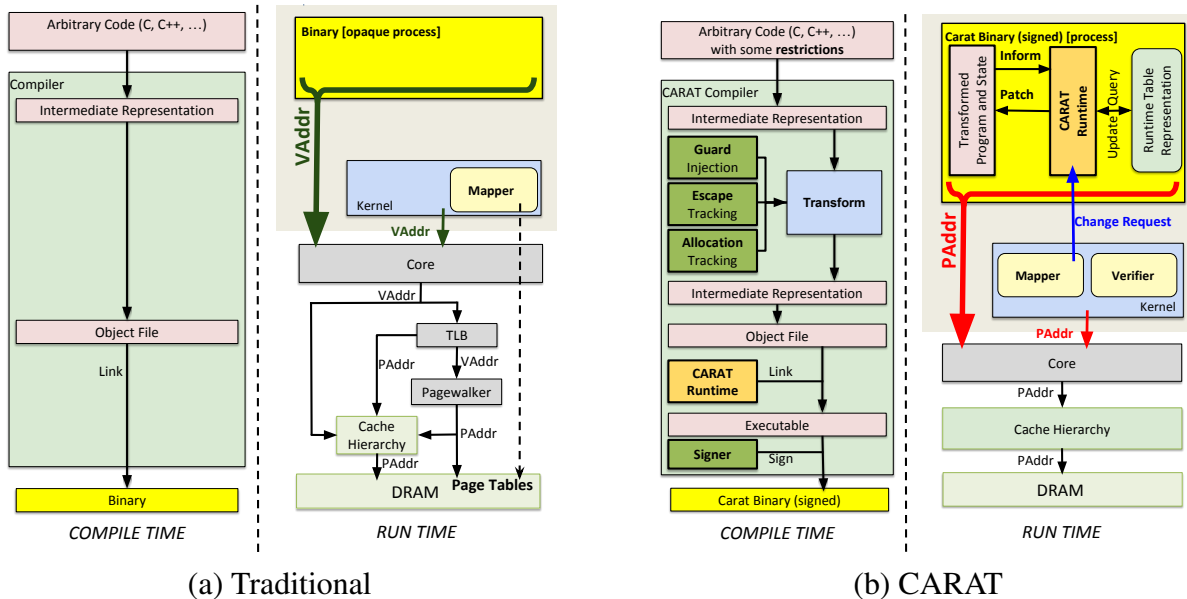 Arbitrary Code (C, C++, …)
Compiler
Intermediate Representation
Object File
Link
Binary
COMPILE TIME
Binary [opaque process]
VAddr
Mapper
Kernel
VAddr
Core
VAddr
TLB
PAddr
VAddr
Pagewalker
Cache
Hierarchy
PAddr
PAddr
DRAM
Page Tables
RUN TIME
(a) Traditional
Arbitrary Code (C, C++, …)
with some restrictions
CARAT Compiler
Intermediate Representation
Guard
Injection
Escape
Tracking
Allocation
Tracking
Transform
Intermediate Representation
Object File
CARAT
Runtime
Link
Executable
Signer
Sign
Carat Binary (signed)
COMPILE TIME
Carat Binary (signed) [process]
Transformed
Program and State
Inform
Patch
CARAT
Runtime
Update
Query
Runtime Table
Representation
PAddr
Change Request
Mapper
Verifier
Kernel
PAddr
Core
PAddr
Cache Hierarchy
PAddr
DRAM
RUN TIME
(b) CARAT